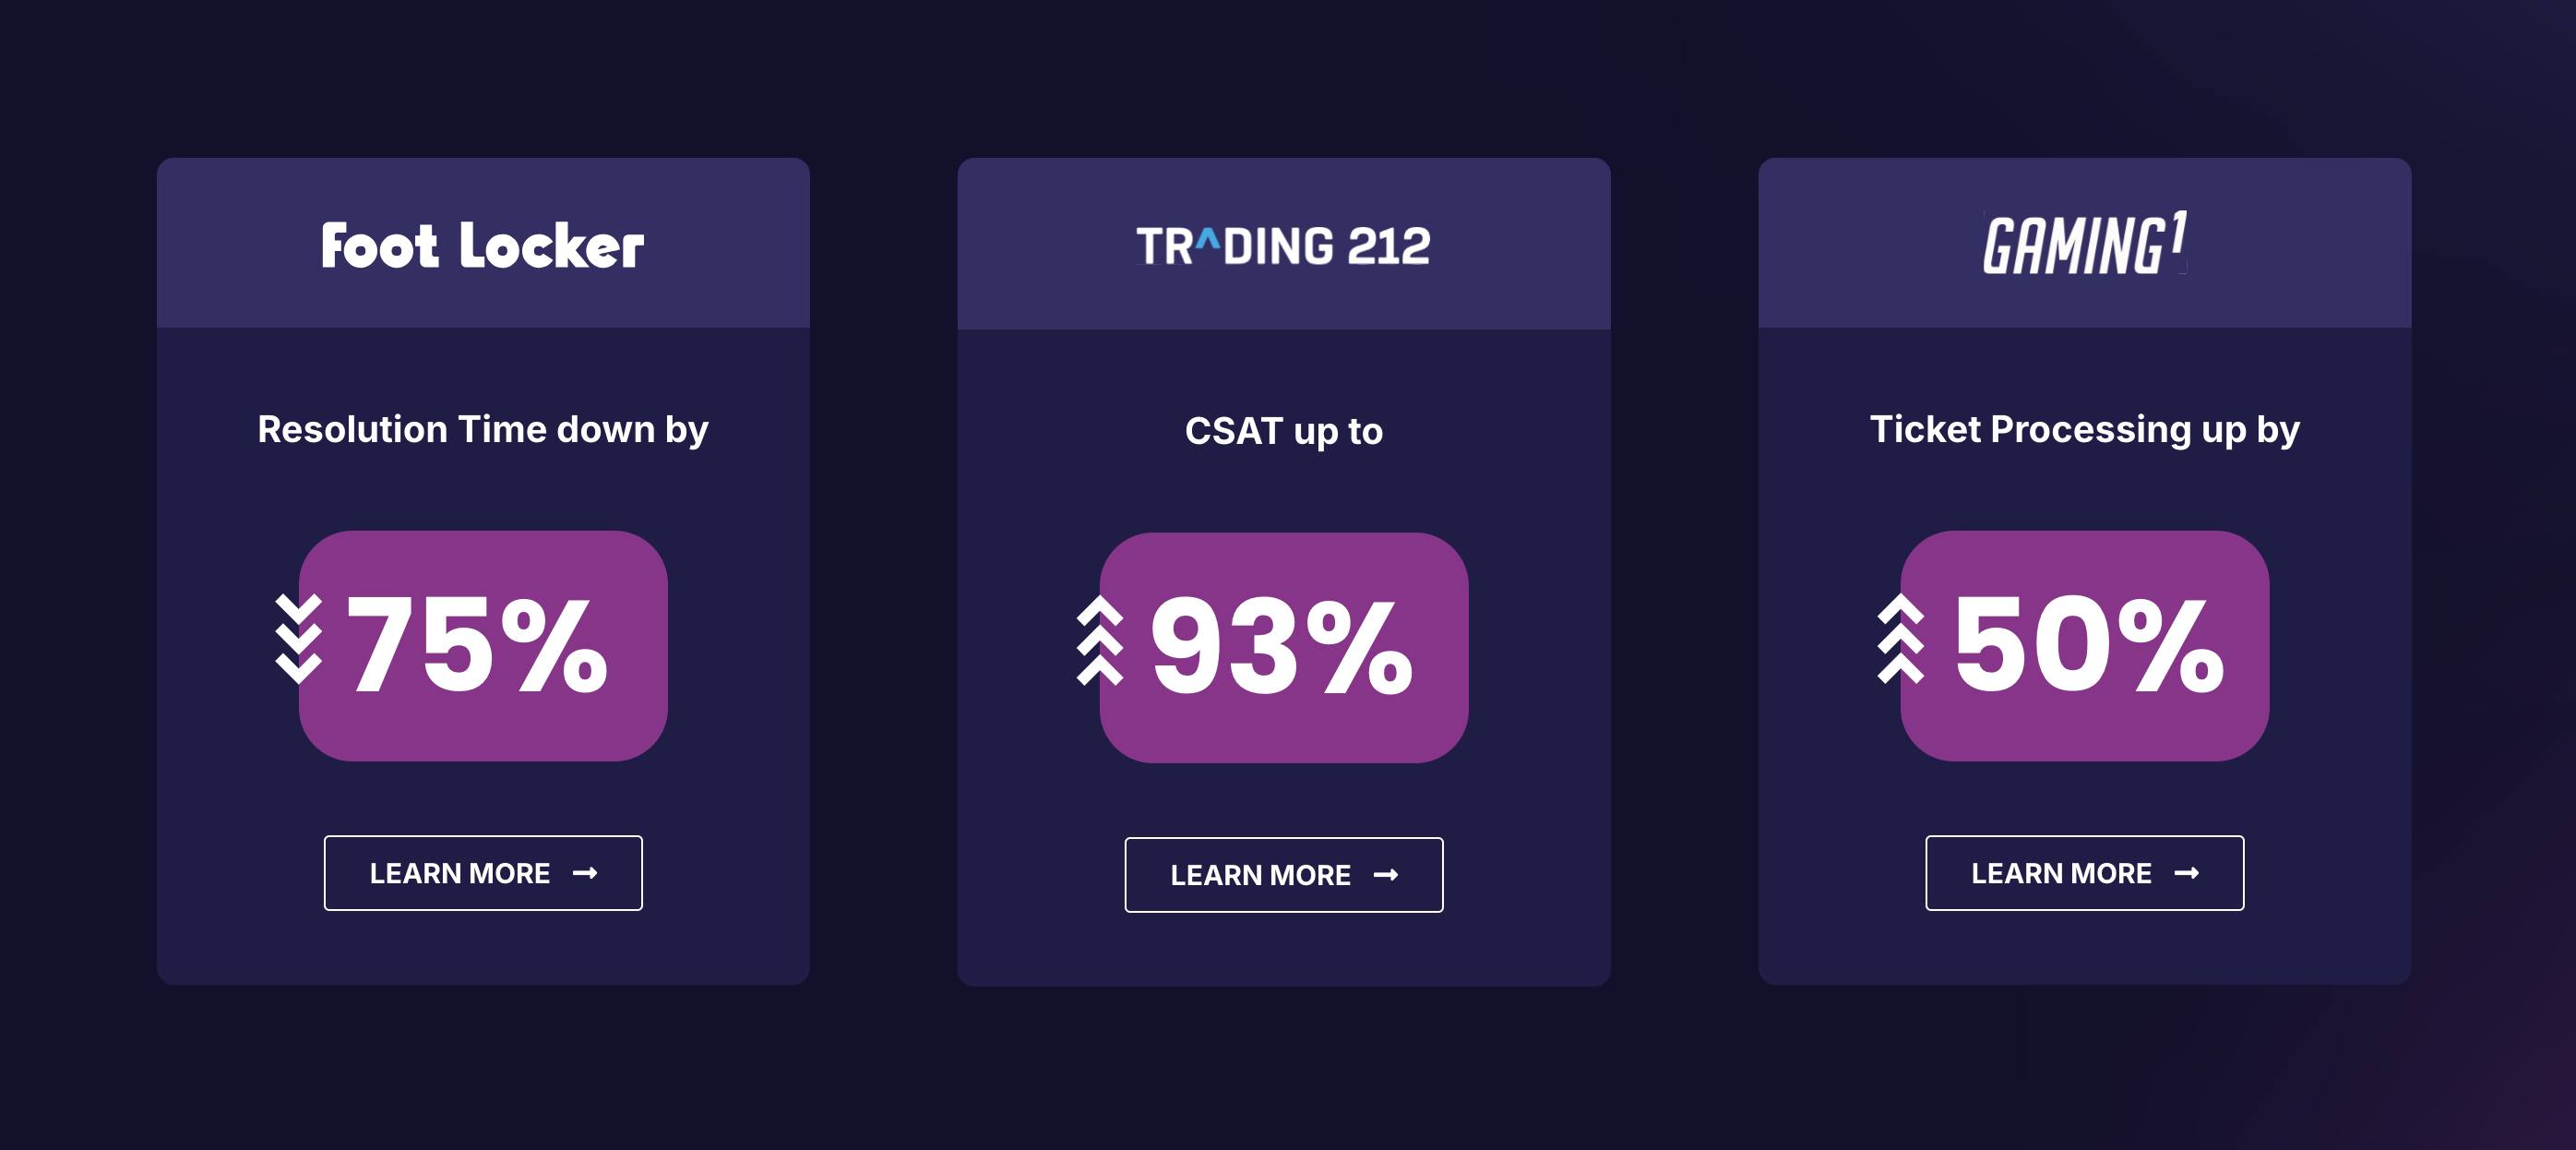 Foot Locker
Resolution Time down by
75%
LEARN MORE
TR^DING 212
CSAT up to
93%
LEARN MORE
GAMING1
Ticket Processing up by
50%
LEARN MORE